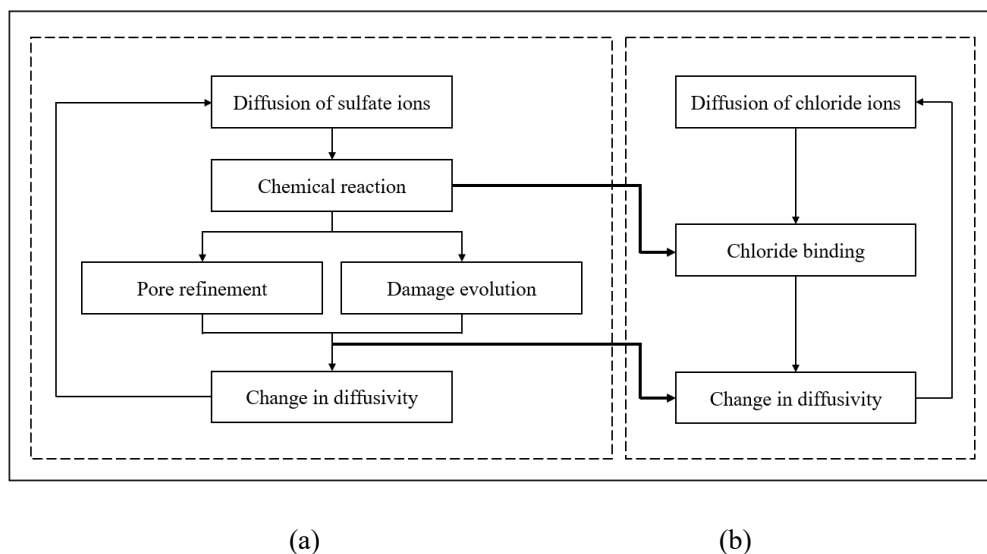 Diffusion of sulfate ions
Chemical reaction
Pore refinement
Damage evolution
Change in diffusivity
Diffusion of chloride ions
Chloride binding
Change in diffusivity
(a)
(b)